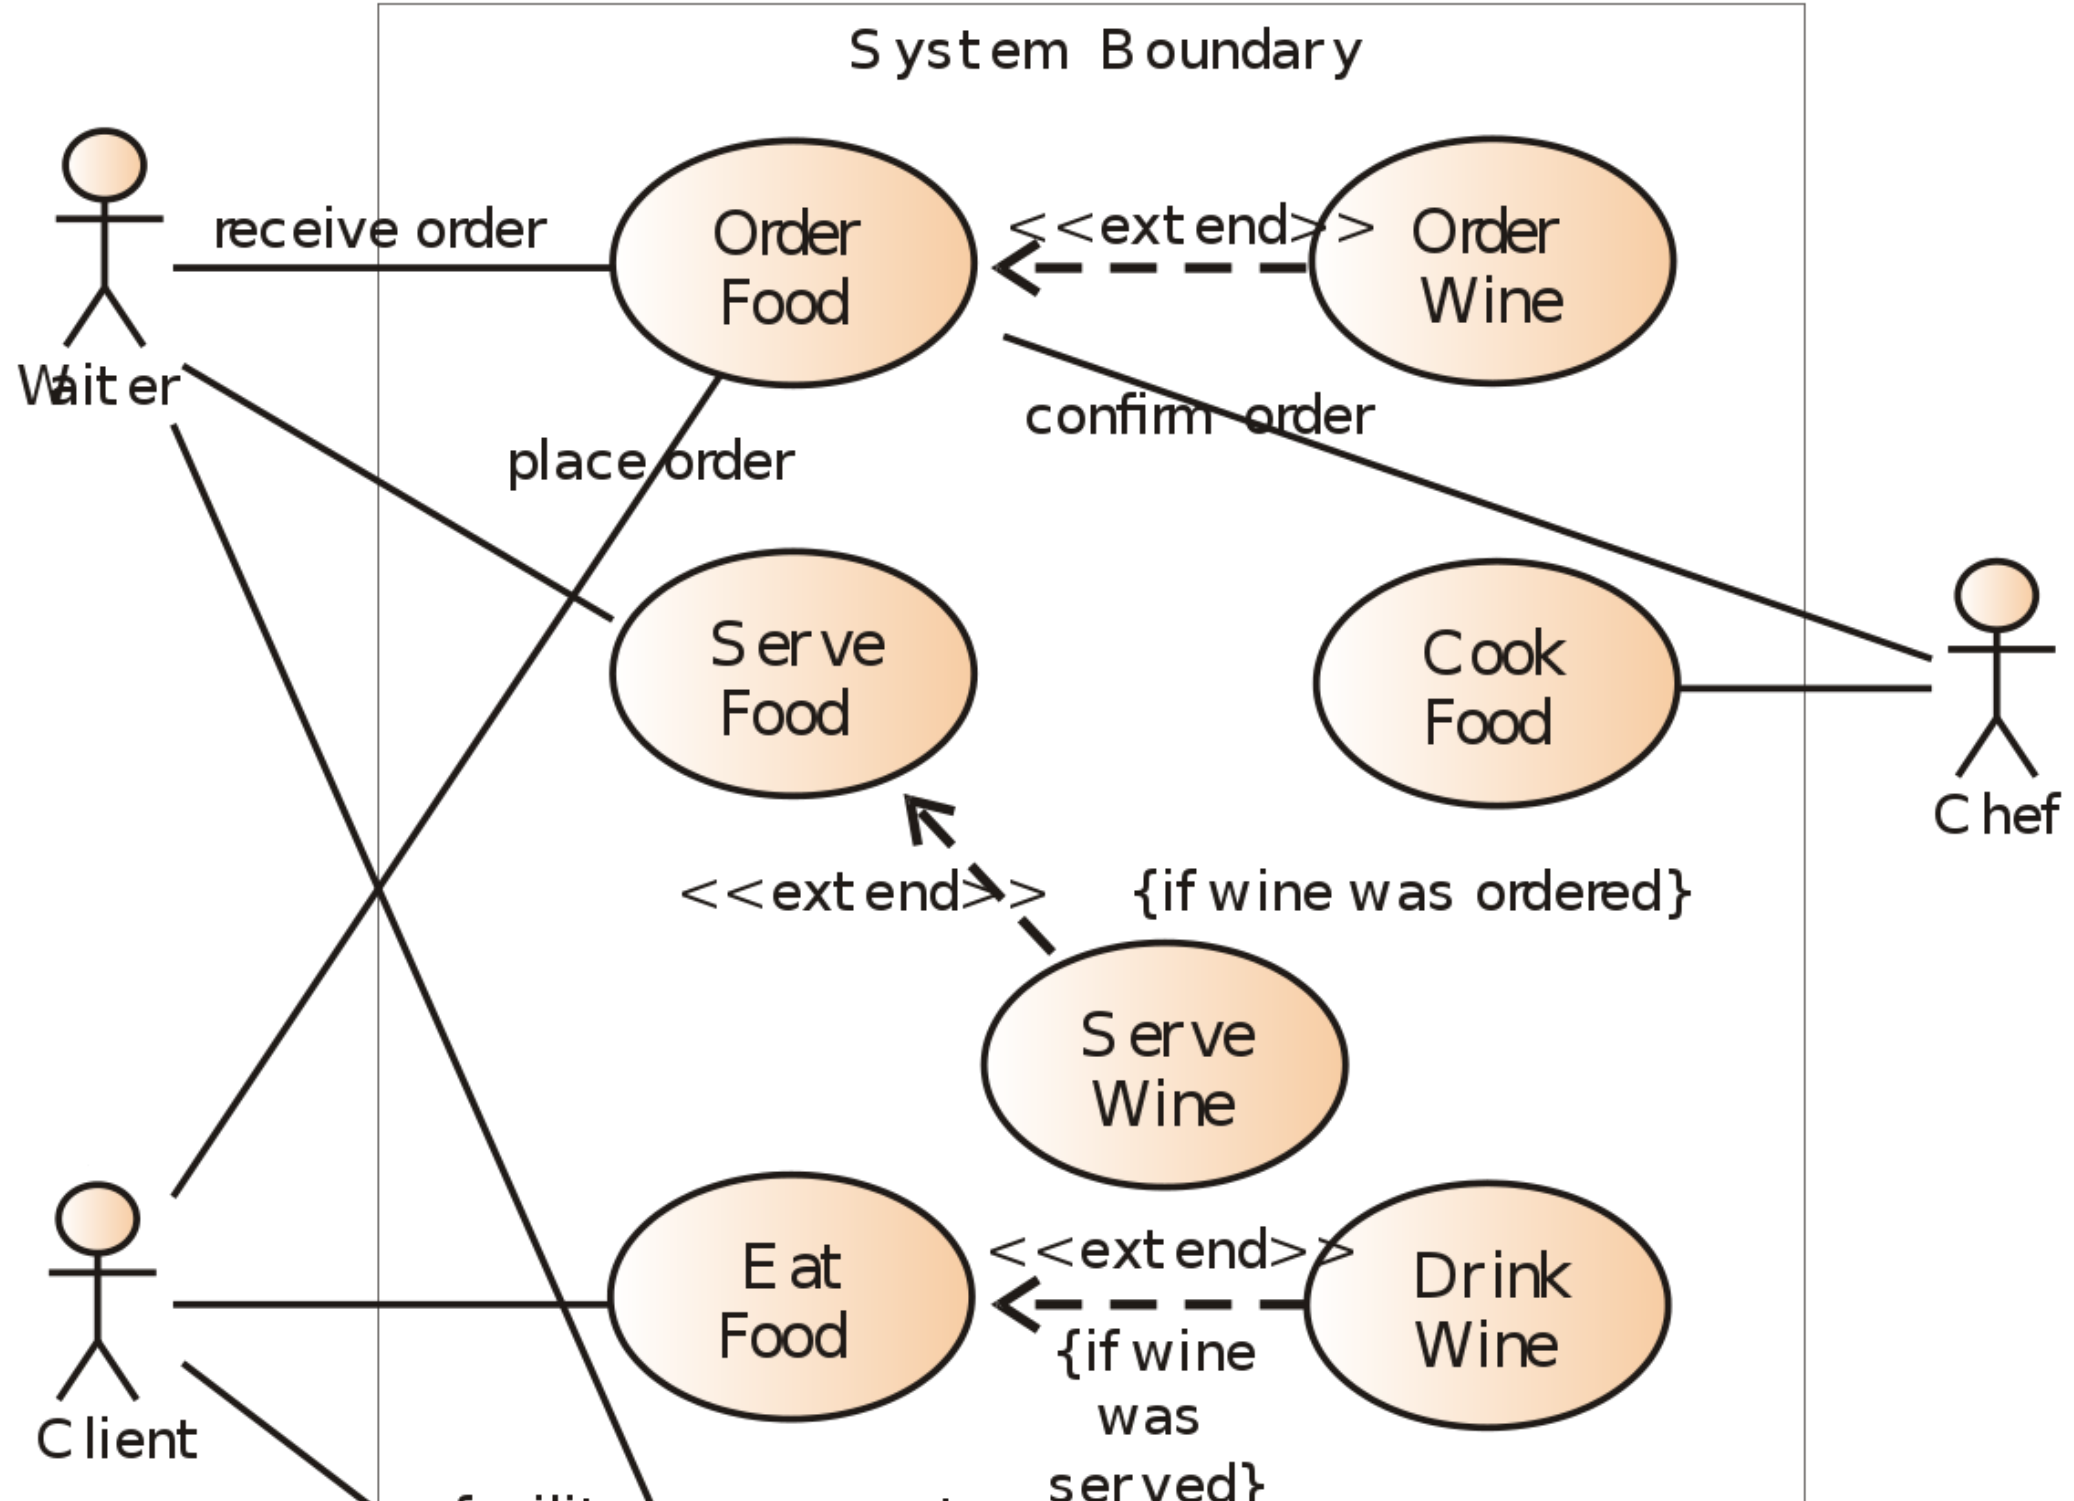 System Boundary
receive order
Order
Food
<<extend>>
Order
Wine
Waiter
place order
confirm order
Serve
Food
Cook
Food
Chef
<<extend>>
{if wine was ordered}
Serve
Wine
Eat
Food
<<extend>>
Drink
Wine
{if wine
was
served}
Client